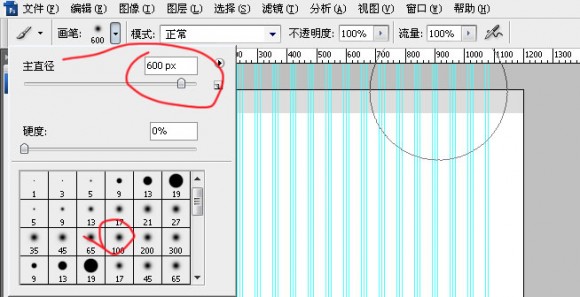 Ps 文件(F) 编辑(E) 图像(I) 图层(L) 选择(S) 滤镜(T) 分析(A) 视图(V) 窗口(W) 帮助(H)
画笔: 600 模式: 正常 不透明度: 100% 流量: 100%
主直径 600 px
硬度: 0%
100 200 300 400 500 600 700 800 900 1000 1100 1200 1300
1 3 5 9 13 19
5 9 13 17 21 27
35 45 65 100 200 300
9 13 19 17 45 65